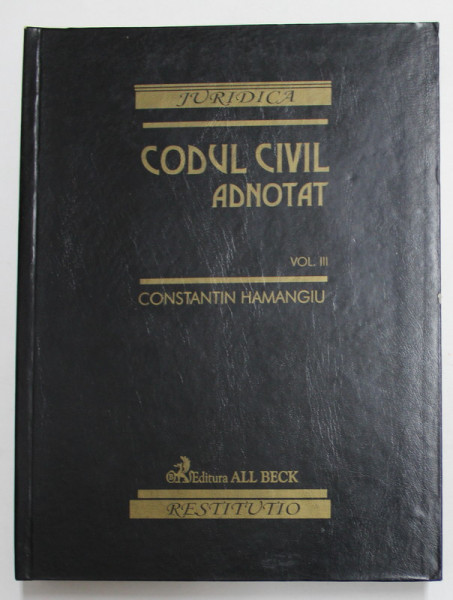 JURIDICA
CODUL CIVIL
ADNOTAT
VOL. III
CONSTANTIN HAMANGIU
Editura ALL BECK
RESTITUTIO